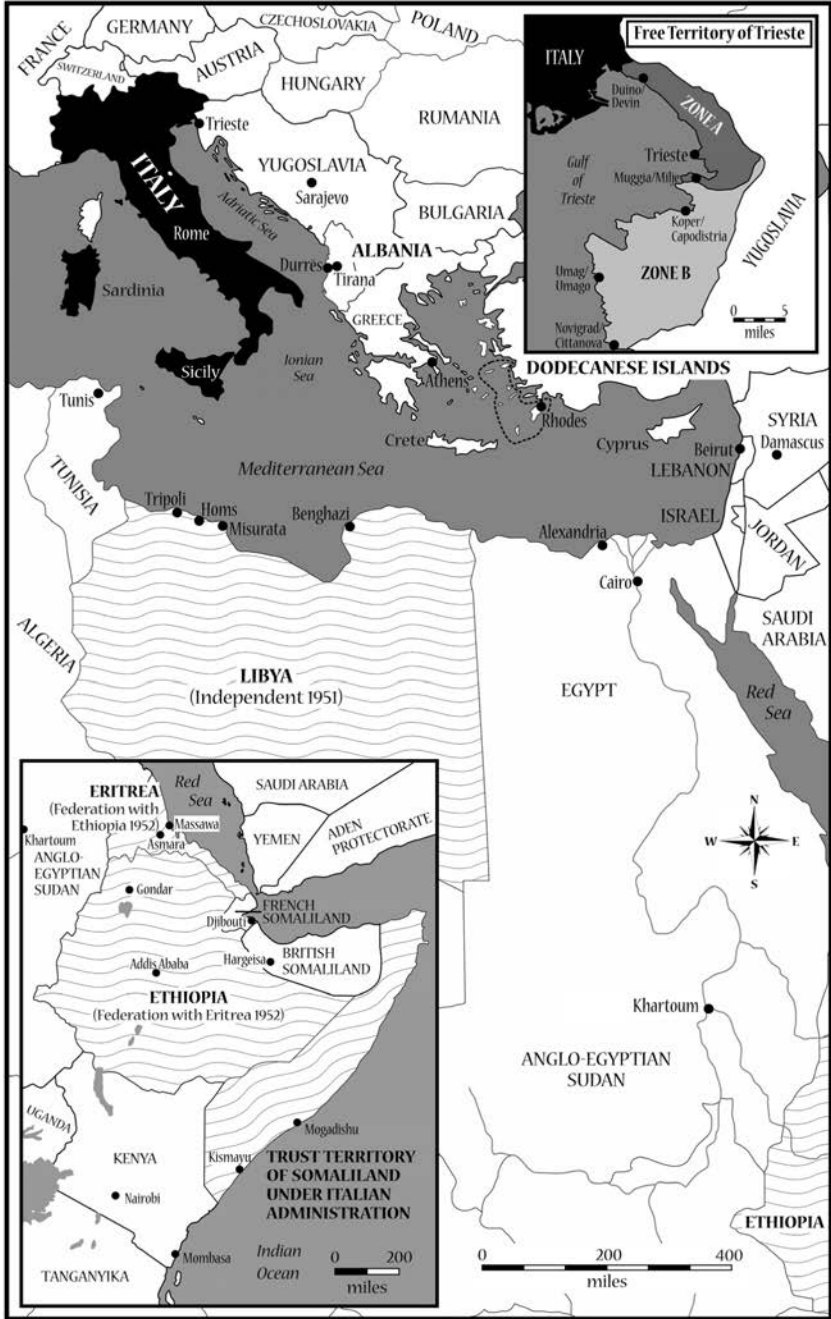 FRANCE
GERMANY
CZECHOSLOVAKIA
POLAND
SWITZERLAND
AUSTRIA
HUNGARY
RUMANIA
Trieste
YUGOSLAVIA
Sarajevo
ITALY
Adriatic Sea
BULGARIA
Rome
ALBANIA
Durrës
Tirana
Sardinia
GREECE
Ionian
Sea
Sicily
Athens
Tunis
DODECANESE ISLANDS
Rhodes
Crete
Cyprus
SYRIA
Beirut
Damascus
LEBANON
Mediterranean Sea
TUNISIA
Tripoli
Homs
Misurata
Benghazi
Alexandria
ISRAEL
JORDAN
Cairo
ALGERIA
SAUDI
ARABIA
LIBYA
(Independent 1951)
EGYPT
Red
Sea
N
W
E
S
Khartoum
ANGLO-EGYPTIAN
SUDAN
ETHIOPIA
0
200
400
miles
Free Territory of Trieste
ITALY
Duino/
Devin
ZONE A
Gulf
of
Trieste
Trieste
Muggia/Milje
Koper/
Capodistria
YUGOSLAVIA
Umag/
Umago
ZONE B
Novigrad/
Cittanova
0
5
miles
ERITREA
(Federation with
Ethiopia 1952)
Red
Sea
SAUDI ARABIA
Massawa
Asmara
YEMEN
ADEN
PROTECTORATE
Khartoum
ANGLO-
EGYPTIAN
SUDAN
Gondar
FRENCH
SOMALILAND
Djibouti
Hargeisa
BRITISH
SOMALILAND
Addis Ababa
ETHIOPIA
(Federation with Eritrea 1952)
UGANDA
KENYA
Nairobi
Mogadishu
Kismayu
TRUST TERRITORY
OF SOMALILAND
UNDER ITALIAN
ADMINISTRATION
Mombasa
Indian
Ocean
0
200
miles
TANGANYIKA